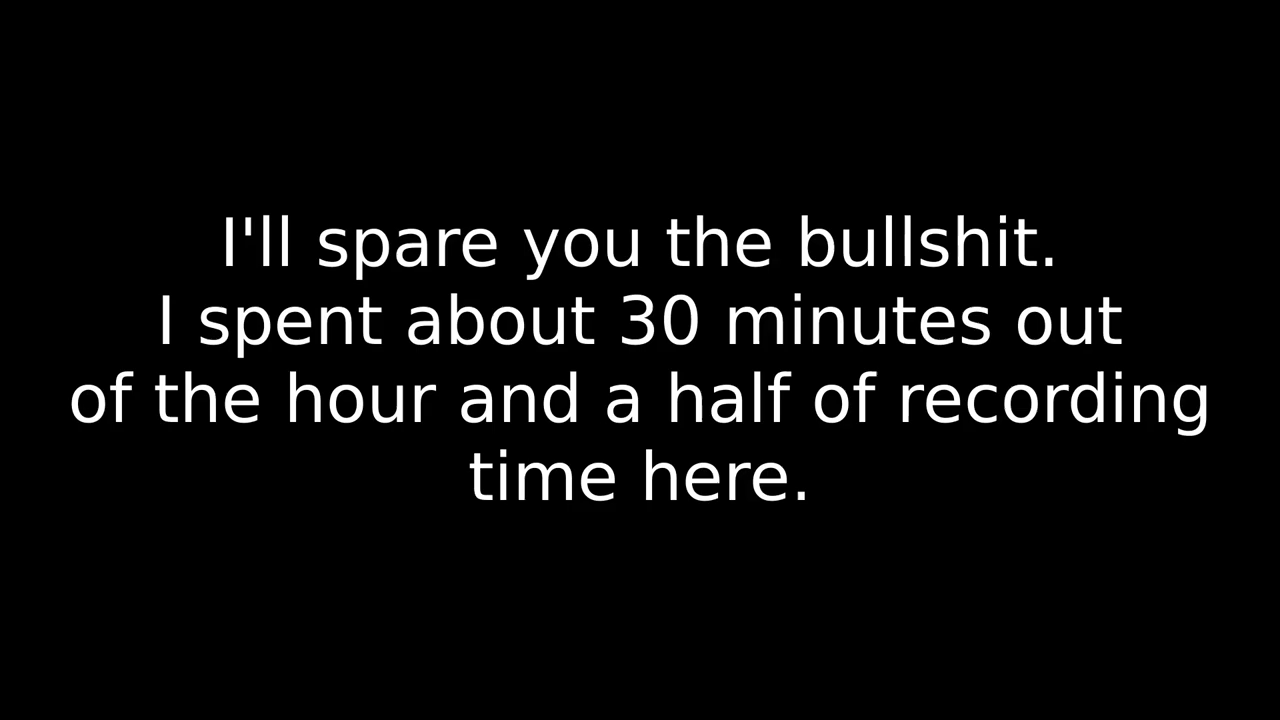 I'll spare you the bullshit.
I spent about 30 minutes out
of the hour and a half of recording
time here.